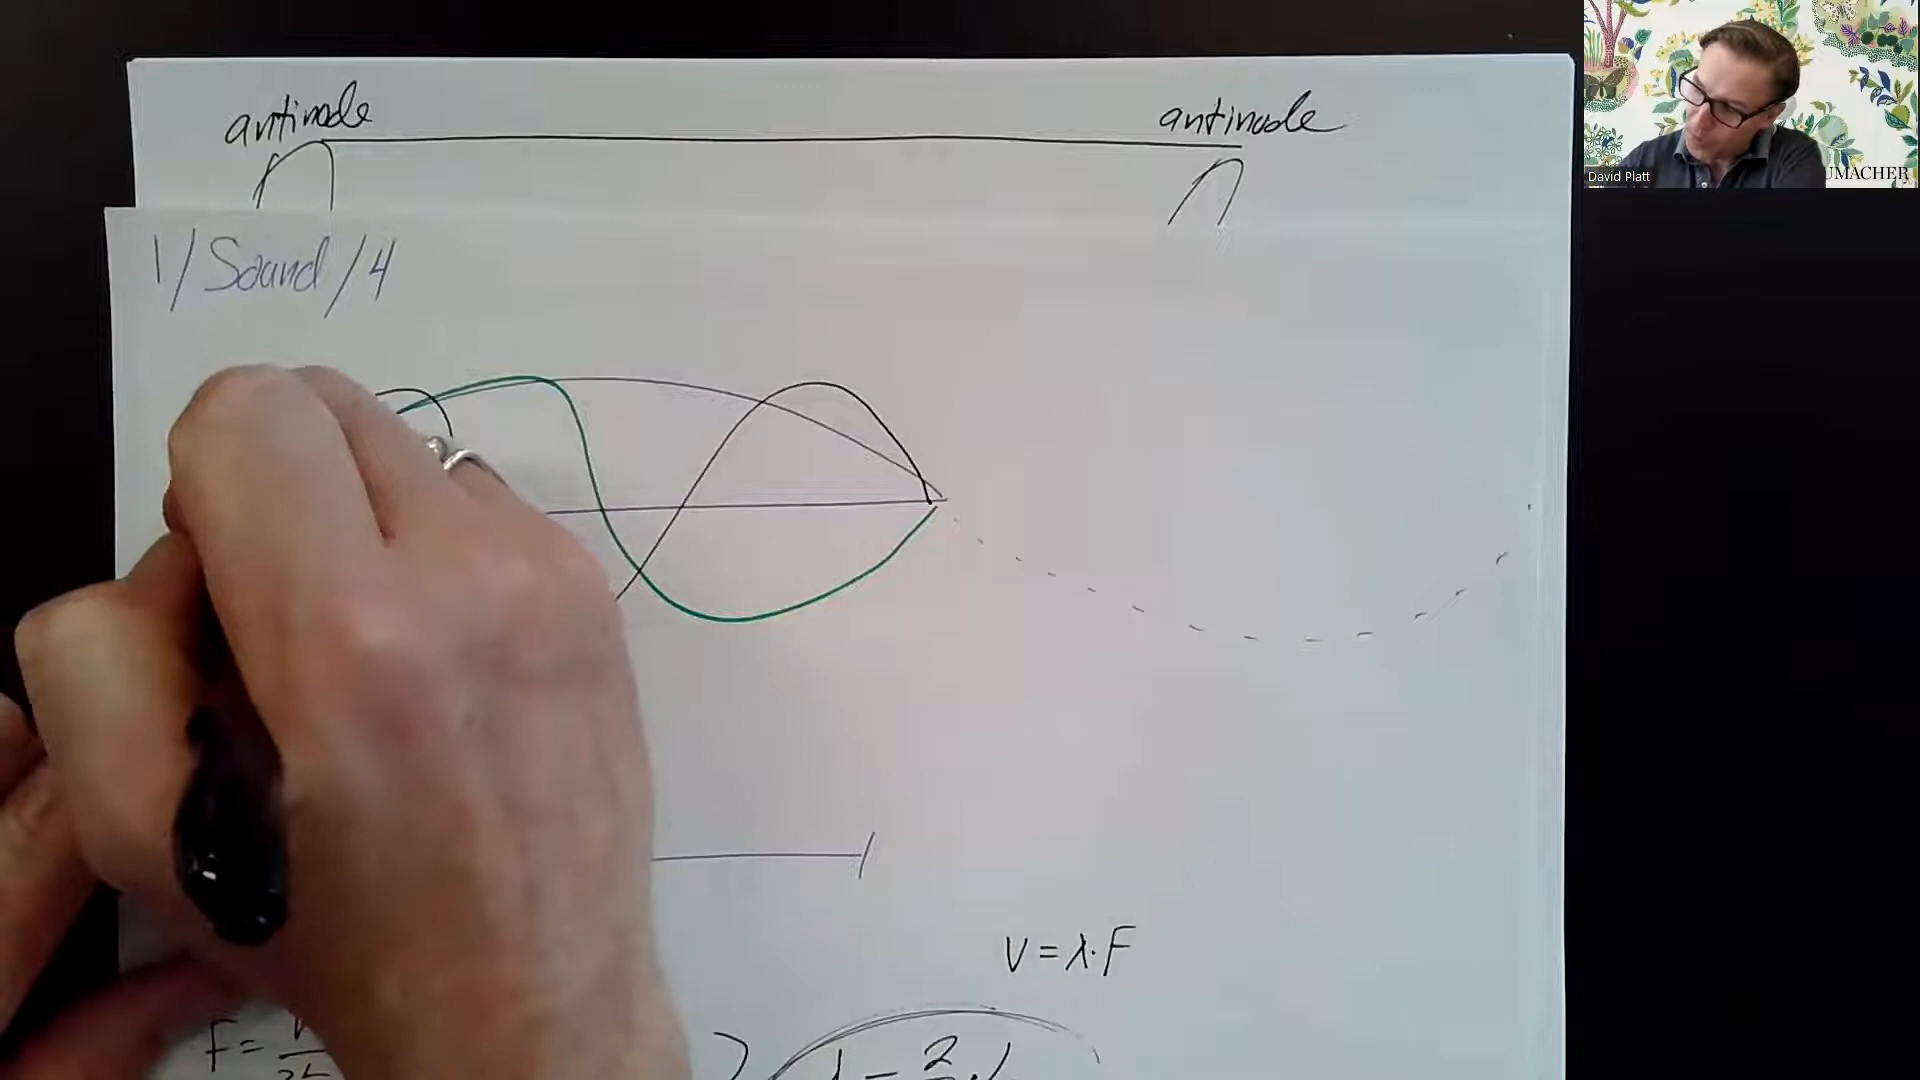 antinode antinode
1/Sound/4
David Platt
UMACHER
V = λ·F
F =